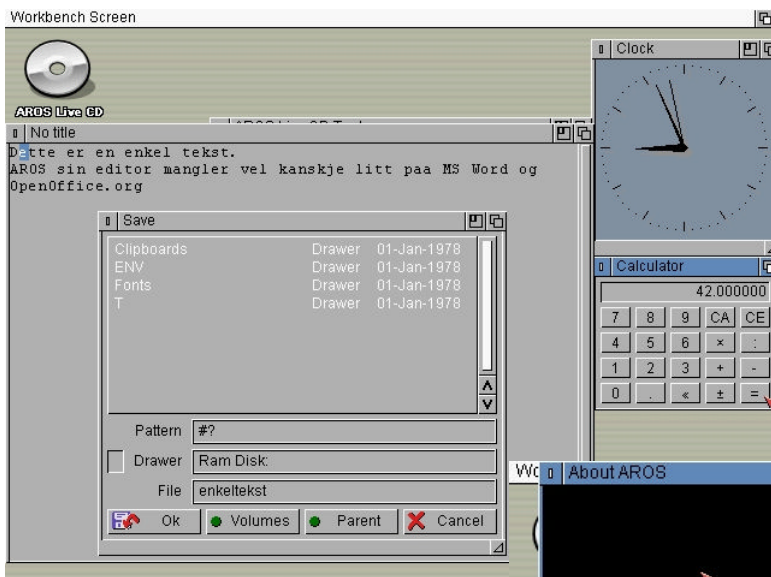 Workbench Screen
AROS Live CD
Clock
No title
Dette er en enkel tekst.
AROS sin editor mangler vel kanskje litt paa MS Word og
OpenOffice.org
Save
Clipboards Drawer 01-Jan-1978
ENV Drawer 01-Jan-1978
Fonts Drawer 01-Jan-1978
T Drawer 01-Jan-1978
Pattern #?
Drawer Ram Disk:
File enkeltekst
Ok Volumes Parent Cancel
Calculator
42.000000
7 8 9 CA CE
4 5 6 × :
1 2 3 + -
0 . « ± =
About AROS